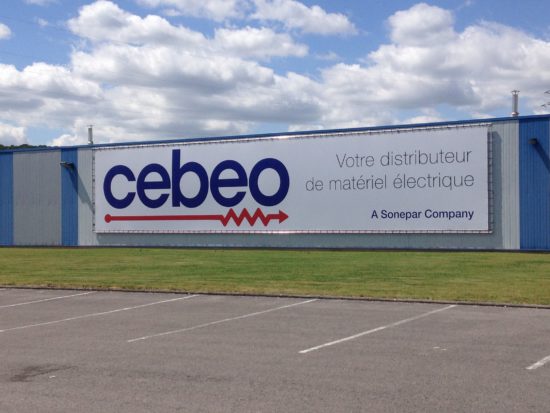 cebeo
Votre distributeur
de matériel électrique
A Sonepar Company